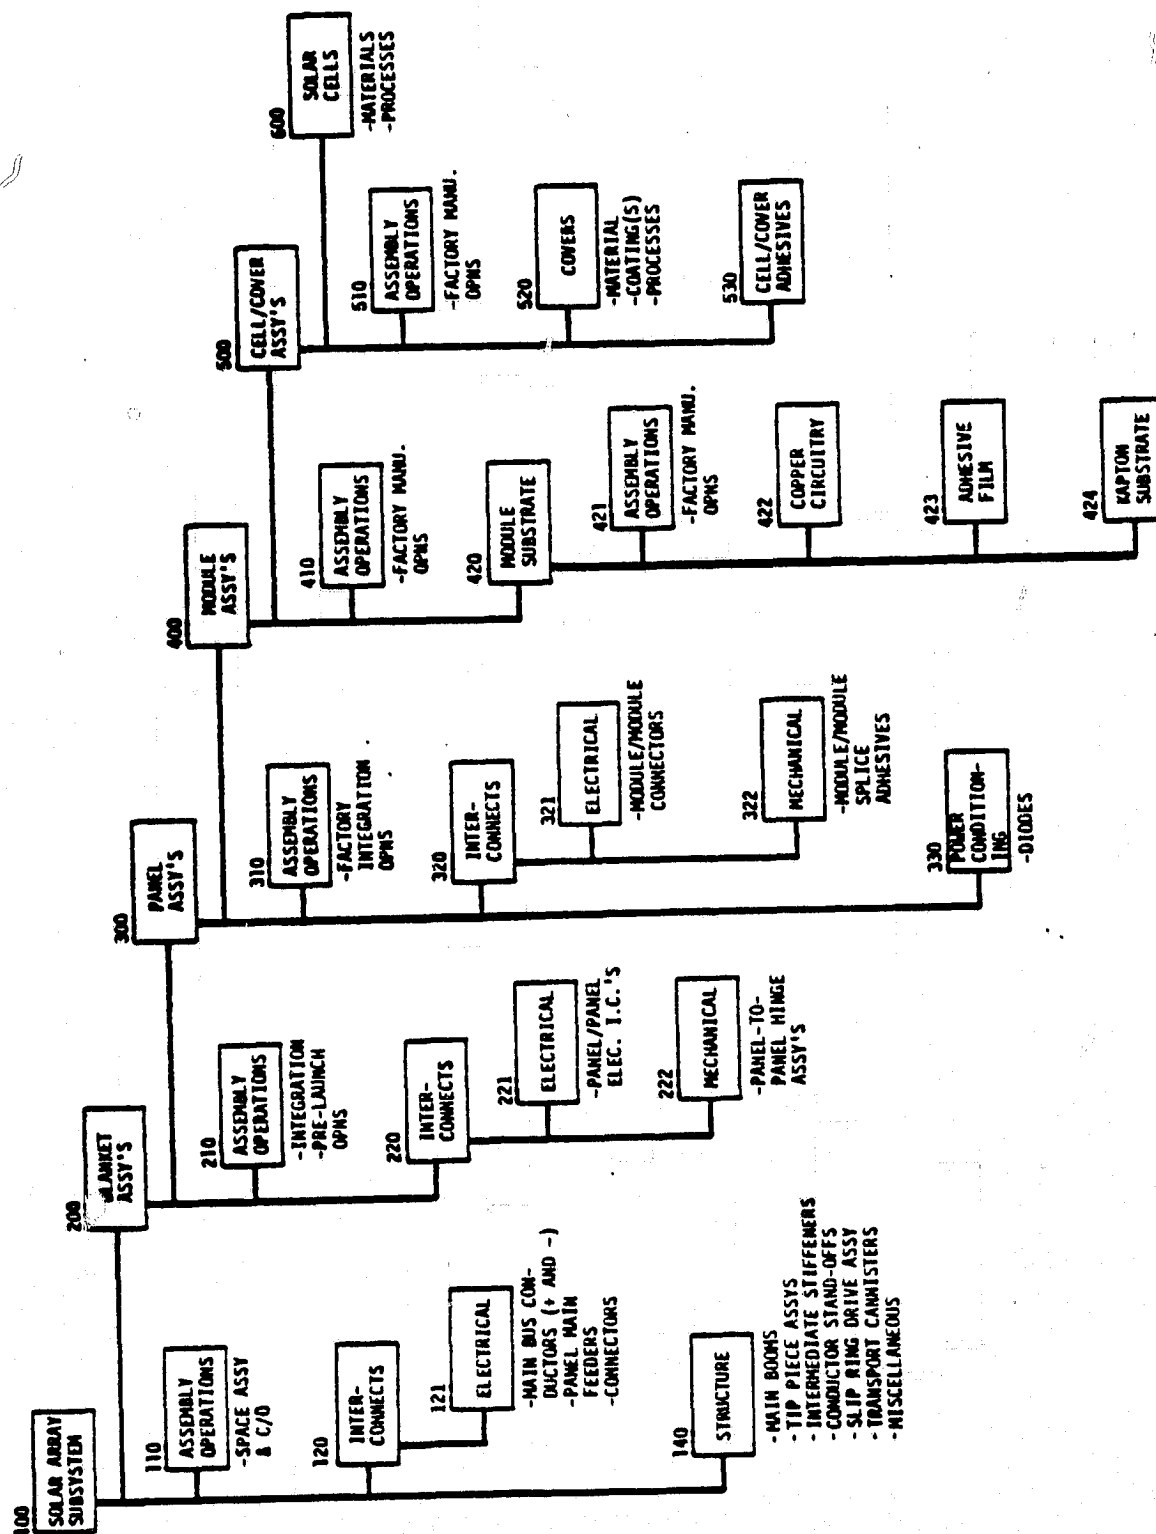 100
SOLAR ARRAY
SUBSYSTEM
110
ASSEMBLY
OPERATIONS
-SPACE ASSY
& C/O
120
INTER-
CONNECTS
121
ELECTRICAL
-MAIN BUS CON-
DUCTORS (+ AND -)
-PANEL MAIN
FEEDERS
-CONNECTORS
140
STRUCTURE
- MAIN BOOMS
- TIP PIECE ASSYS
- INTERMEDIATE STIFFENERS
- CONDUCTOR STAND-OFFS
- SLIP RING DRIVE ASSY
- TRANSPORT CANNISTERS
- MISCELLANEOUS
200
BLANKET
ASSY'S
210
ASSEMBLY
OPERATIONS
-INTEGRATION
-PRE-LAUNCH
OPNS
220
INTER-
CONNECTS
221
ELECTRICAL
-PANEL/PANEL
ELEC. I.C.'S
222
MECHANICAL
-PANEL-TO-
PANEL HINGE
ASSY'S
300
PANEL
ASSY'S
310
ASSEMBLY
OPERATIONS
-FACTORY
INTEGRATION
OPNS
320
INTER-
CONNECTS
321
ELECTRICAL
-MODULE/MODULE
CONNECTORS
322
MECHANICAL
-MODULE/MODULE
SPLICE
ADHESIVES
330
POWER
CONDITION-
ING
-DIODES
400
MODULE
ASSY'S
410
ASSEMBLY
OPERATIONS
-FACTORY MANU.
OPNS
420
MODULE
SUBSTRATE
421
ASSEMBLY
OPERATIONS
-FACTORY MANU.
OPNS
422
COPPER
CIRCUITRY
423
ADHESIVE
FILM
424
KAPTON
SUBSTRATE
500
CELL/COVER
ASSY'S
510
ASSEMBLY
OPERATIONS
-FACTORY MANU.
OPNS
520
COVERS
-MATERIAL
-COATING(S)
-PROCESSES
530
CELL/COVER
ADHESIVES
600
SOLAR
CELLS
-MATERIALS
-PROCESSES